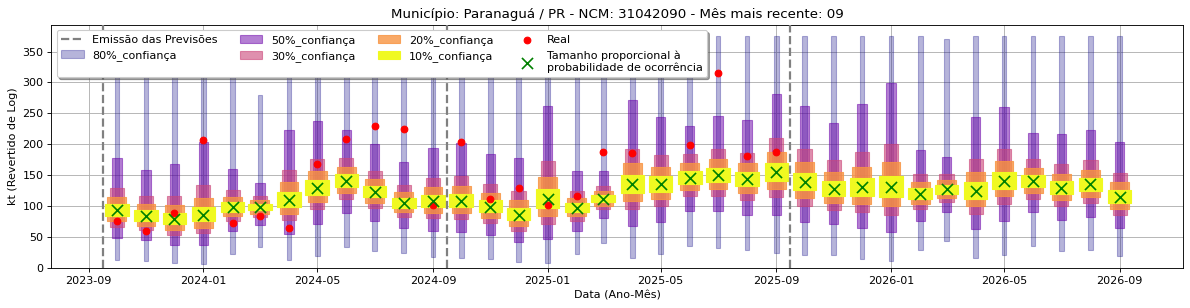 Município: Paranaguá / PR - NCM: 31042090 - Mês mais recente: 09
Emissão das Previsões
80%_confiança
50%_confiança
30%_confiança
20%_confiança
10%_confiança
Real
Tamanho proporcional à
probabilidade de ocorrência
kt (Revertido de Log)
350
300
250
200
150
100
50
0
2023-09
2024-01
2024-05
2024-09
2025-01
2025-05
2025-09
2026-01
2026-05
2026-09
Data (Ano-Mês)